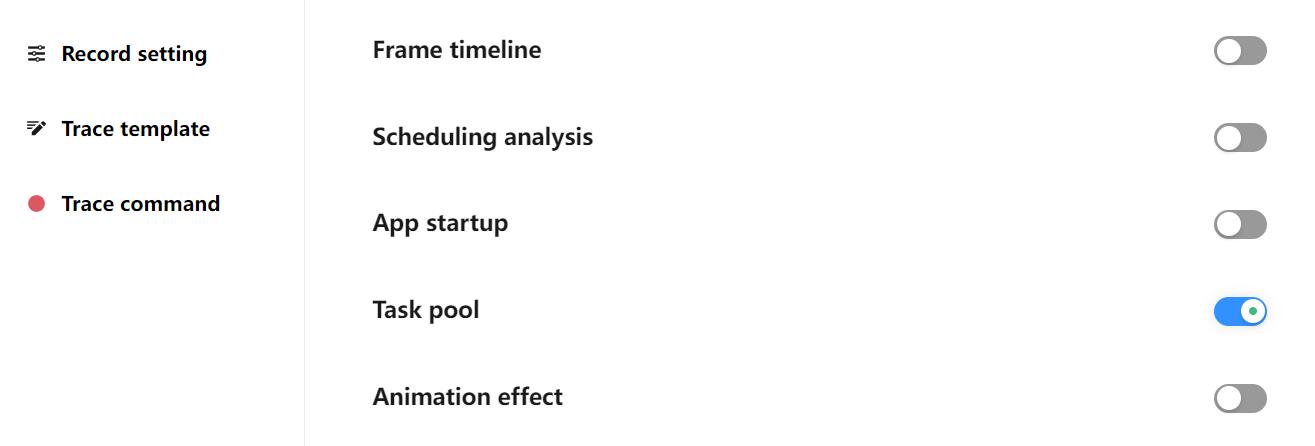 Record setting
Trace template
Trace command
Frame timeline
Scheduling analysis
App startup
Task pool
Animation effect